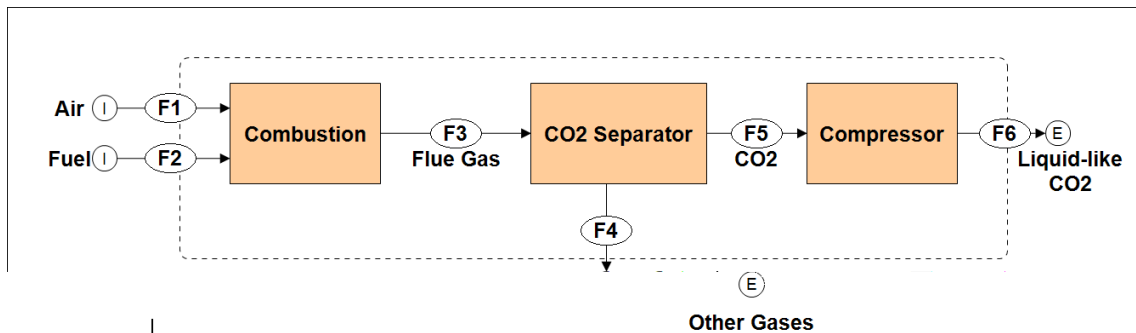 Air I F1
Combustion F3 CO2 Separator F5 Compressor F6 E
Fuel I F2
Flue Gas
CO2
Liquid-like
CO2
F4
E
Other Gases
I